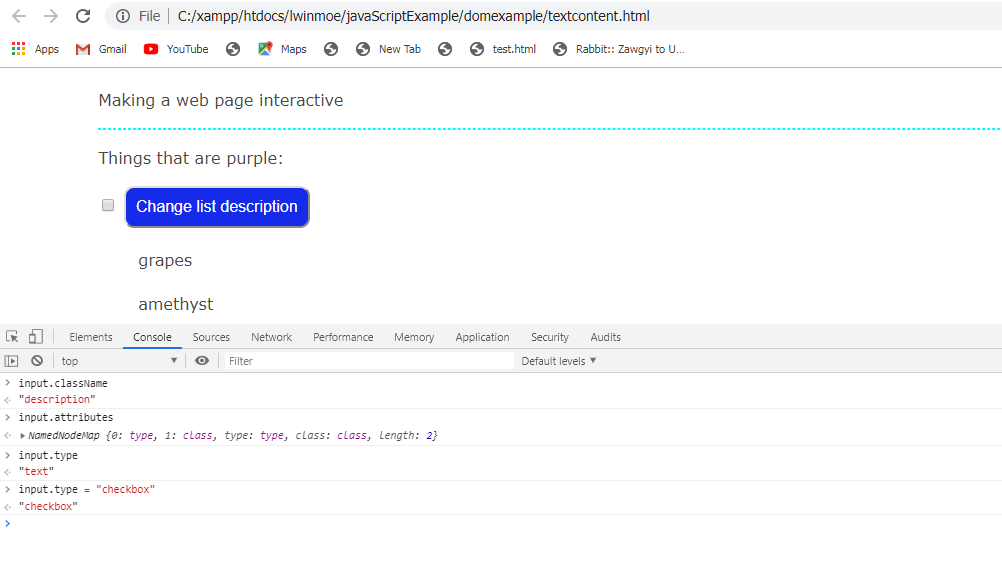 File C:/xampp/htdocs/lwinmoe/javaScriptExample/domexample/textcontent.html
Apps Gmail YouTube Maps New Tab test.html Rabbit:: Zawgyi to U...
Making a web page interactive
Things that are purple:
Change list description
grapes
amethyst
Elements Console Sources Network Performance Memory Application Security Audits
top Filter Default levels
input.className
"description"
input.attributes
NamedNodeMap {0: type, 1: class, type: type, class: class, length: 2}
input.type
"text"
input.type = "checkbox"
"checkbox"